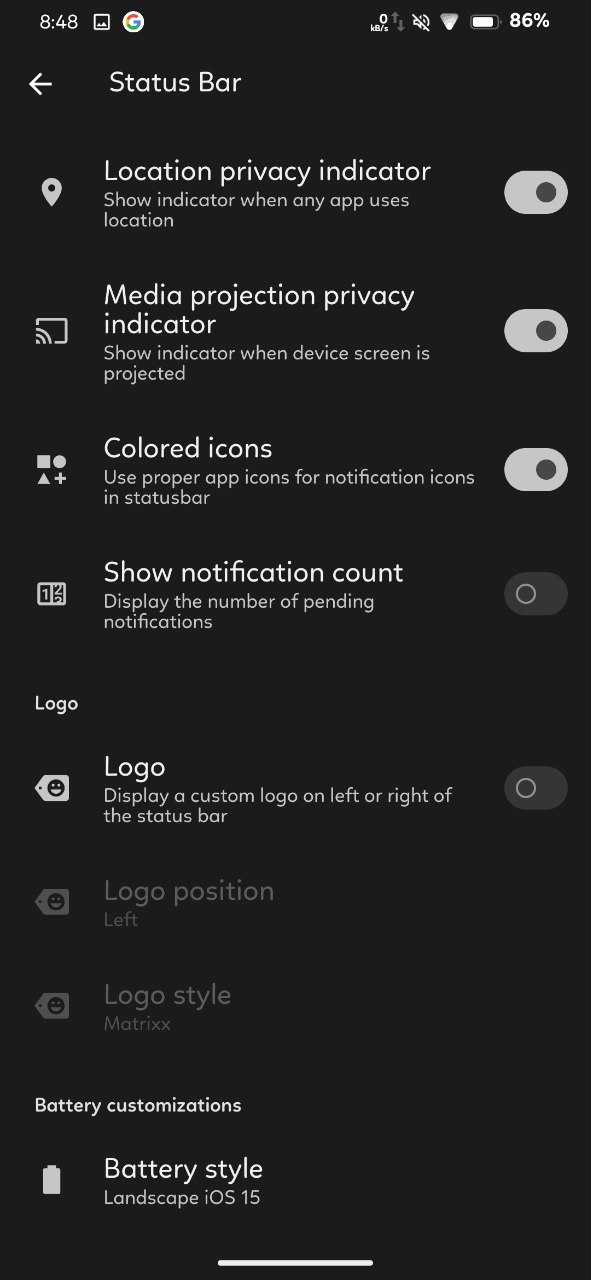 8:48
0 kB/s
86%
Status Bar
Location privacy indicator
Show indicator when any app uses
location
Media projection privacy
indicator
Show indicator when device screen is
projected
Colored icons
Use proper app icons for notification icons
in statusbar
Show notification count
Display the number of pending
notifications
Logo
Logo
Display a custom logo on left or right of
the status bar
Logo position
Left
Logo style
Matrixx
Battery customizations
Battery style
Landscape iOS 15